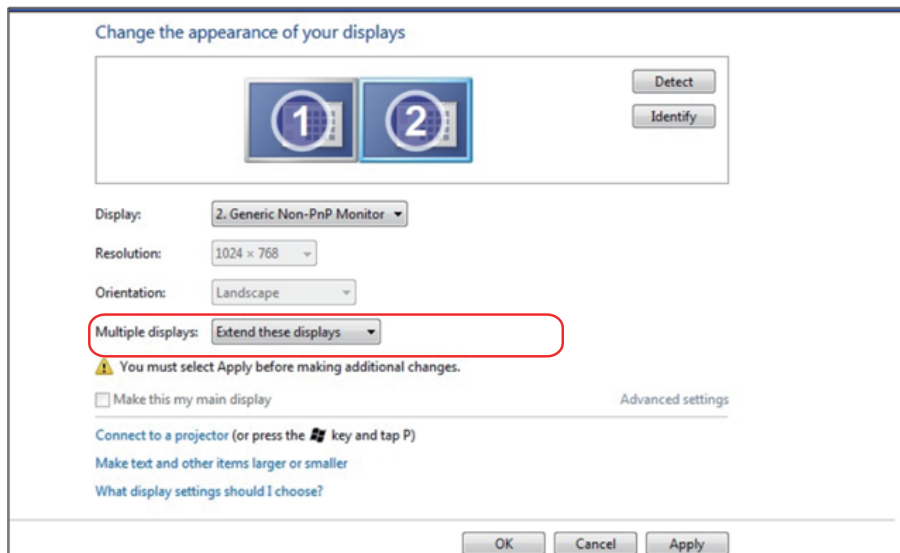 Change the appearance of your displays
1
2
Detect
Identify
Display: 2. Generic Non-PnP Monitor
Resolution: 1024 × 768
Orientation: Landscape
Multiple displays: Extend these displays
You must select Apply before making additional changes.
Make this my main display
Advanced settings
Connect to a projector (or press the key and tap P)
Make text and other items larger or smaller
What display settings should I choose?
OK
Cancel
Apply